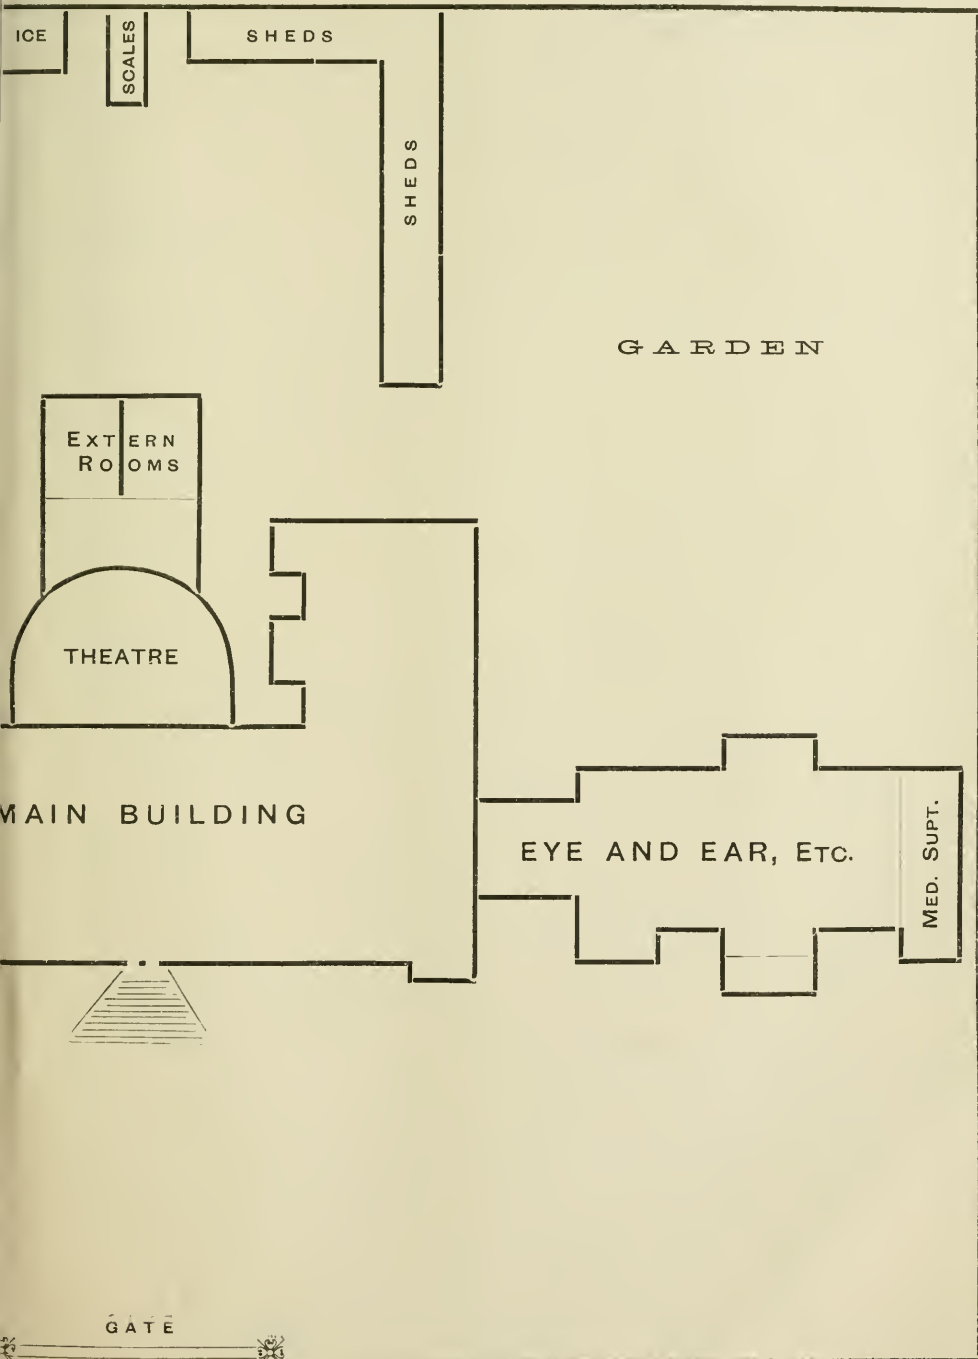 ICE
SCALES
SHEDS
SHEDS
GARDEN
EXTERN
ROOMS
THEATRE
MAIN BUILDING
EYE AND EAR, ETC.
MED. SUPT.
GATE